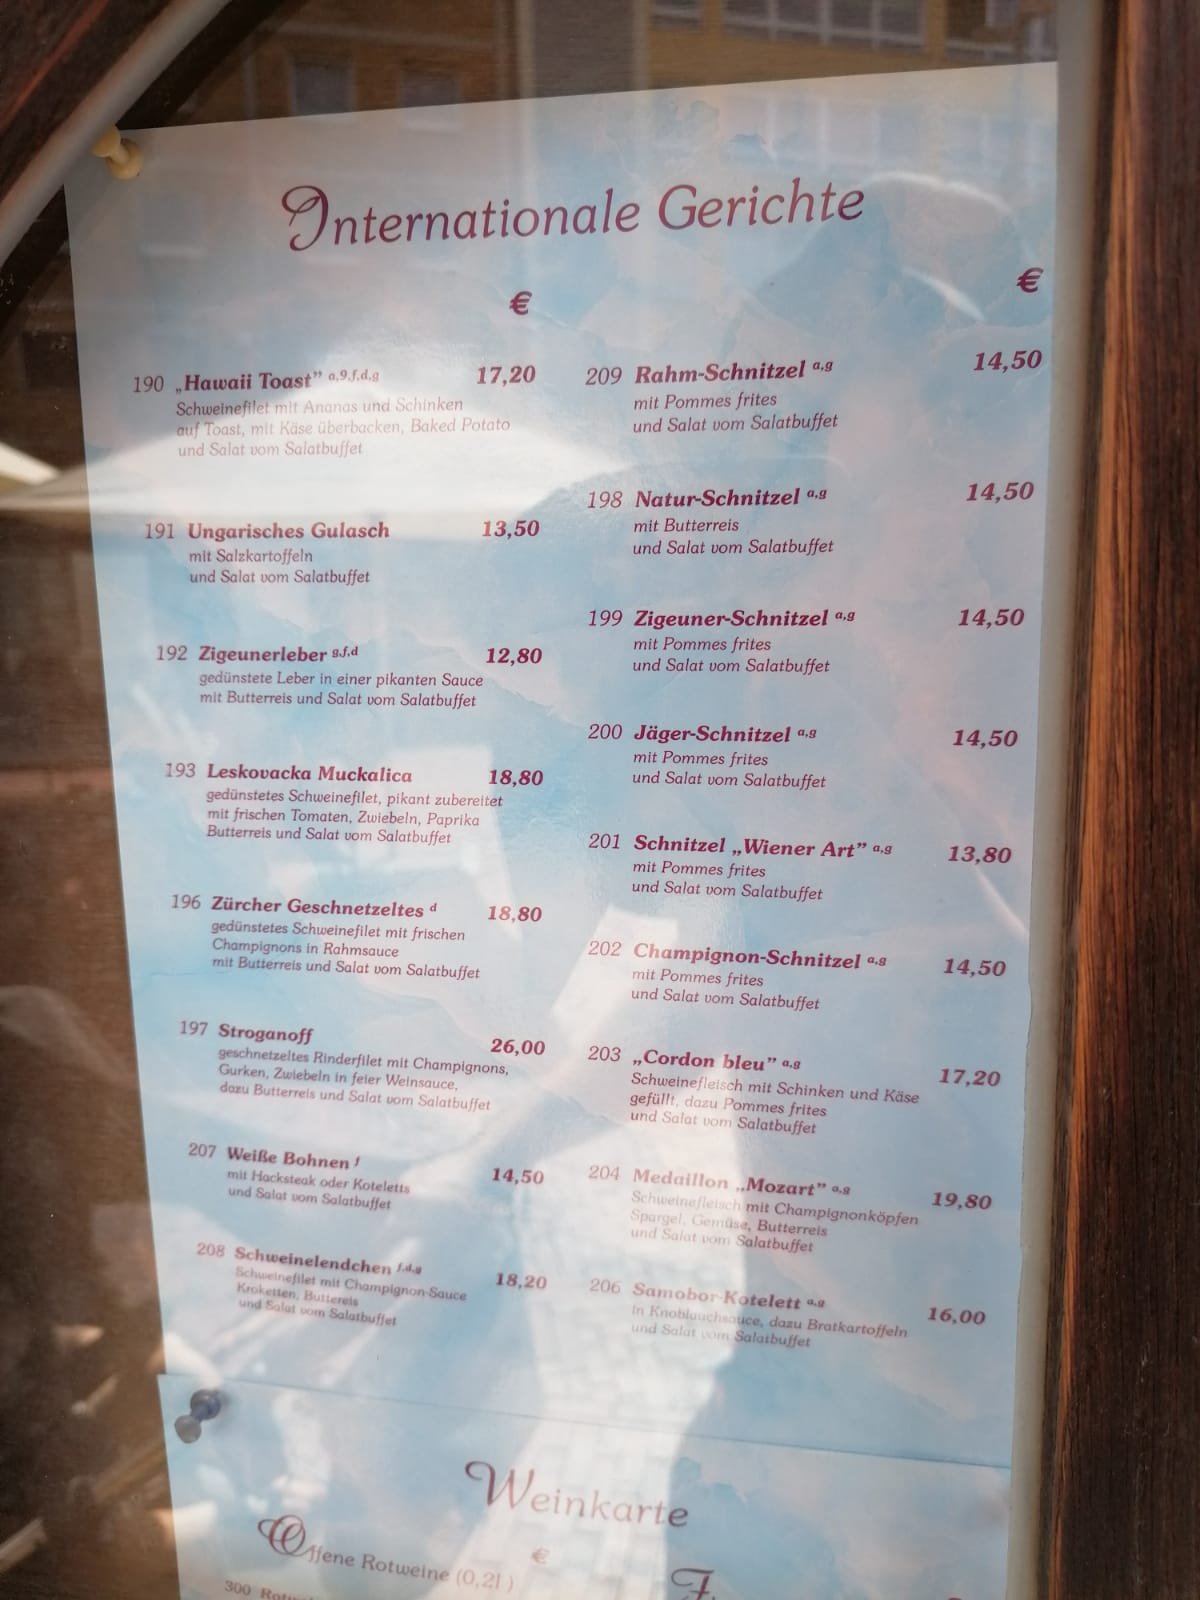 Internationale Gerichte
€
190 „Hawaii Toast” a,9,f,d,g 17,20
Schweinefilet mit Ananas und Schinken
auf Toast, mit Käse überbacken, Baked Potato
und Salat vom Salatbuffet
191 Ungarisches Gulasch 13,50
mit Salzkartoffeln
und Salat vom Salatbuffet
192 Zigeunerleber g,f,d 12,80
gedünstete Leber in einer pikanten Sauce
mit Butterreis und Salat vom Salatbuffet
193 Leskovacka Muckalica 18,80
gedünstetes Schweinefilet, pikant zubereitet
mit frischen Tomaten, Zwiebeln, Paprika
Butterreis und Salat vom Salatbuffet
196 Zürcher Geschnetzeltes d 18,80
gedünstetes Schweinefilet mit frischen
Champignons in Rahmsauce
mit Butterreis und Salat vom Salatbuffet
197 Stroganoff 26,00
geschnetzeltes Rinderfilet mit Champignons,
Gurken, Zwiebeln in feier Weinsauce,
dazu Butterreis und Salat vom Salatbuffet
207 Weiße Bohnen f 14,50
mit Hacksteak oder Koteletts
und Salat vom Salatbuffet
208 Schweinelendchen f,d,g 18,20
Schweinefilet mit Champignon-Sauce
Kroketten, Buttereis
und Salat vom Salatbuffet
€
209 Rahm-Schnitzel a,g 14,50
mit Pommes frites
und Salat vom Salatbuffet
198 Natur-Schnitzel a,g 14,50
mit Butterreis
und Salat vom Salatbuffet
199 Zigeuner-Schnitzel a,g 14,50
mit Pommes frites
und Salat vom Salatbuffet
200 Jäger-Schnitzel a,g 14,50
mit Pommes frites
und Salat vom Salatbuffet
201 Schnitzel „Wiener Art” a,g 13,80
mit Pommes frites
und Salat vom Salatbuffet
202 Champignon-Schnitzel a,g 14,50
mit Pommes frites
und Salat vom Salatbuffet
203 „Cordon bleu” a,g 17,20
Schweinefleisch mit Schinken und Käse
gefüllt, dazu Pommes frites
und Salat vom Salatbuffet
204 Medaillon „Mozart” a,g 19,80
Schweinefleisch mit Champignonköpfen
Spargel, Gemüse, Butterreis
und Salat vom Salatbuffet
206 Samobor-Kotelett a,g 16,00
in Knoblauchsauce, dazu Bratkartoffeln
und Salat vom Salatbuffet
Weinkarte
€
Offene Rotweine (0,2l)
300